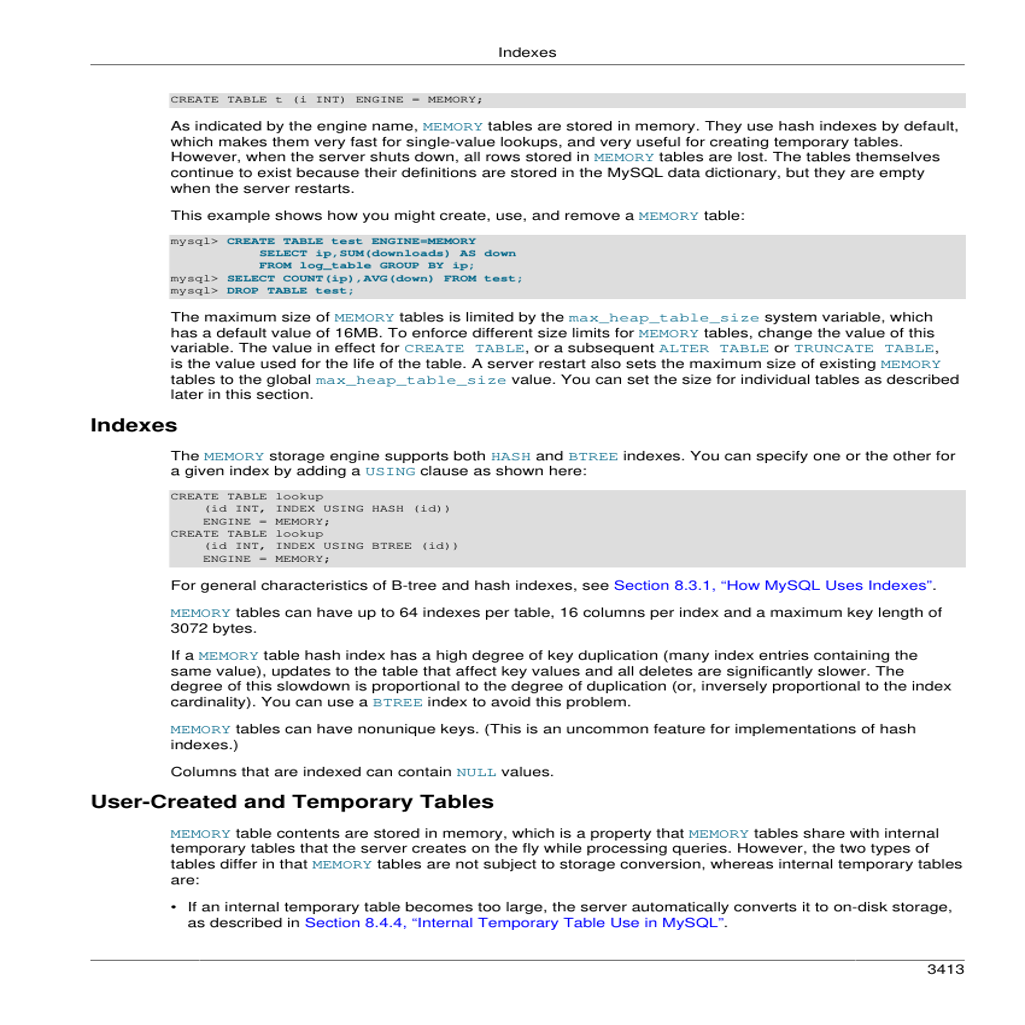 Indexes
CREATE TABLE t (i INT) ENGINE = MEMORY;
As indicated by the engine name, MEMORY tables are stored in memory. They use hash indexes by default,
which makes them very fast for single-value lookups, and very useful for creating temporary tables.
However, when the server shuts down, all rows stored in MEMORY tables are lost. The tables themselves
continue to exist because their definitions are stored in the MySQL data dictionary, but they are empty
when the server restarts.
This example shows how you might create, use, and remove a MEMORY table:
mysql> CREATE TABLE test ENGINE=MEMORY
SELECT ip,SUM(downloads) AS down
FROM log_table GROUP BY ip;
mysql> SELECT COUNT(ip),AVG(down) FROM test;
mysql> DROP TABLE test;
The maximum size of MEMORY tables is limited by the max_heap_table_size system variable, which
has a default value of 16MB. To enforce different size limits for MEMORY tables, change the value of this
variable. The value in effect for CREATE TABLE, or a subsequent ALTER TABLE or TRUNCATE TABLE,
is the value used for the life of the table. A server restart also sets the maximum size of existing MEMORY
tables to the global max_heap_table_size value. You can set the size for individual tables as described
later in this section.
Indexes
The MEMORY storage engine supports both HASH and BTREE indexes. You can specify one or the other for
a given index by adding a USING clause as shown here:
CREATE TABLE lookup
(id INT, INDEX USING HASH (id))
ENGINE = MEMORY;
CREATE TABLE lookup
(id INT, INDEX USING BTREE (id))
ENGINE = MEMORY;
For general characteristics of B-tree and hash indexes, see Section 8.3.1, “How MySQL Uses Indexes”.
MEMORY tables can have up to 64 indexes per table, 16 columns per index and a maximum key length of
3072 bytes.
If a MEMORY table hash index has a high degree of key duplication (many index entries containing the
same value), updates to the table that affect key values and all deletes are significantly slower. The
degree of this slowdown is proportional to the degree of duplication (or, inversely proportional to the index
cardinality). You can use a BTREE index to avoid this problem.
MEMORY tables can have nonunique keys. (This is an uncommon feature for implementations of hash
indexes.)
Columns that are indexed can contain NULL values.
User-Created and Temporary Tables
MEMORY table contents are stored in memory, which is a property that MEMORY tables share with internal
temporary tables that the server creates on the fly while processing queries. However, the two types of
tables differ in that MEMORY tables are not subject to storage conversion, whereas internal temporary tables
are:
• If an internal temporary table becomes too large, the server automatically converts it to on-disk storage,
as described in Section 8.4.4, “Internal Temporary Table Use in MySQL”.
3413